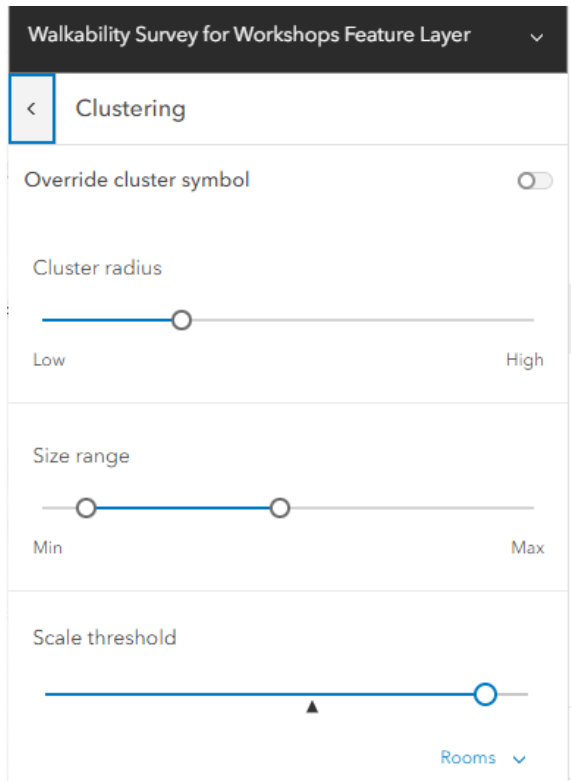 Walkability Survey for Workshops Feature Layer
Clustering
Override cluster symbol
Cluster radius
Low High
Size range
Min Max
Scale threshold
Rooms